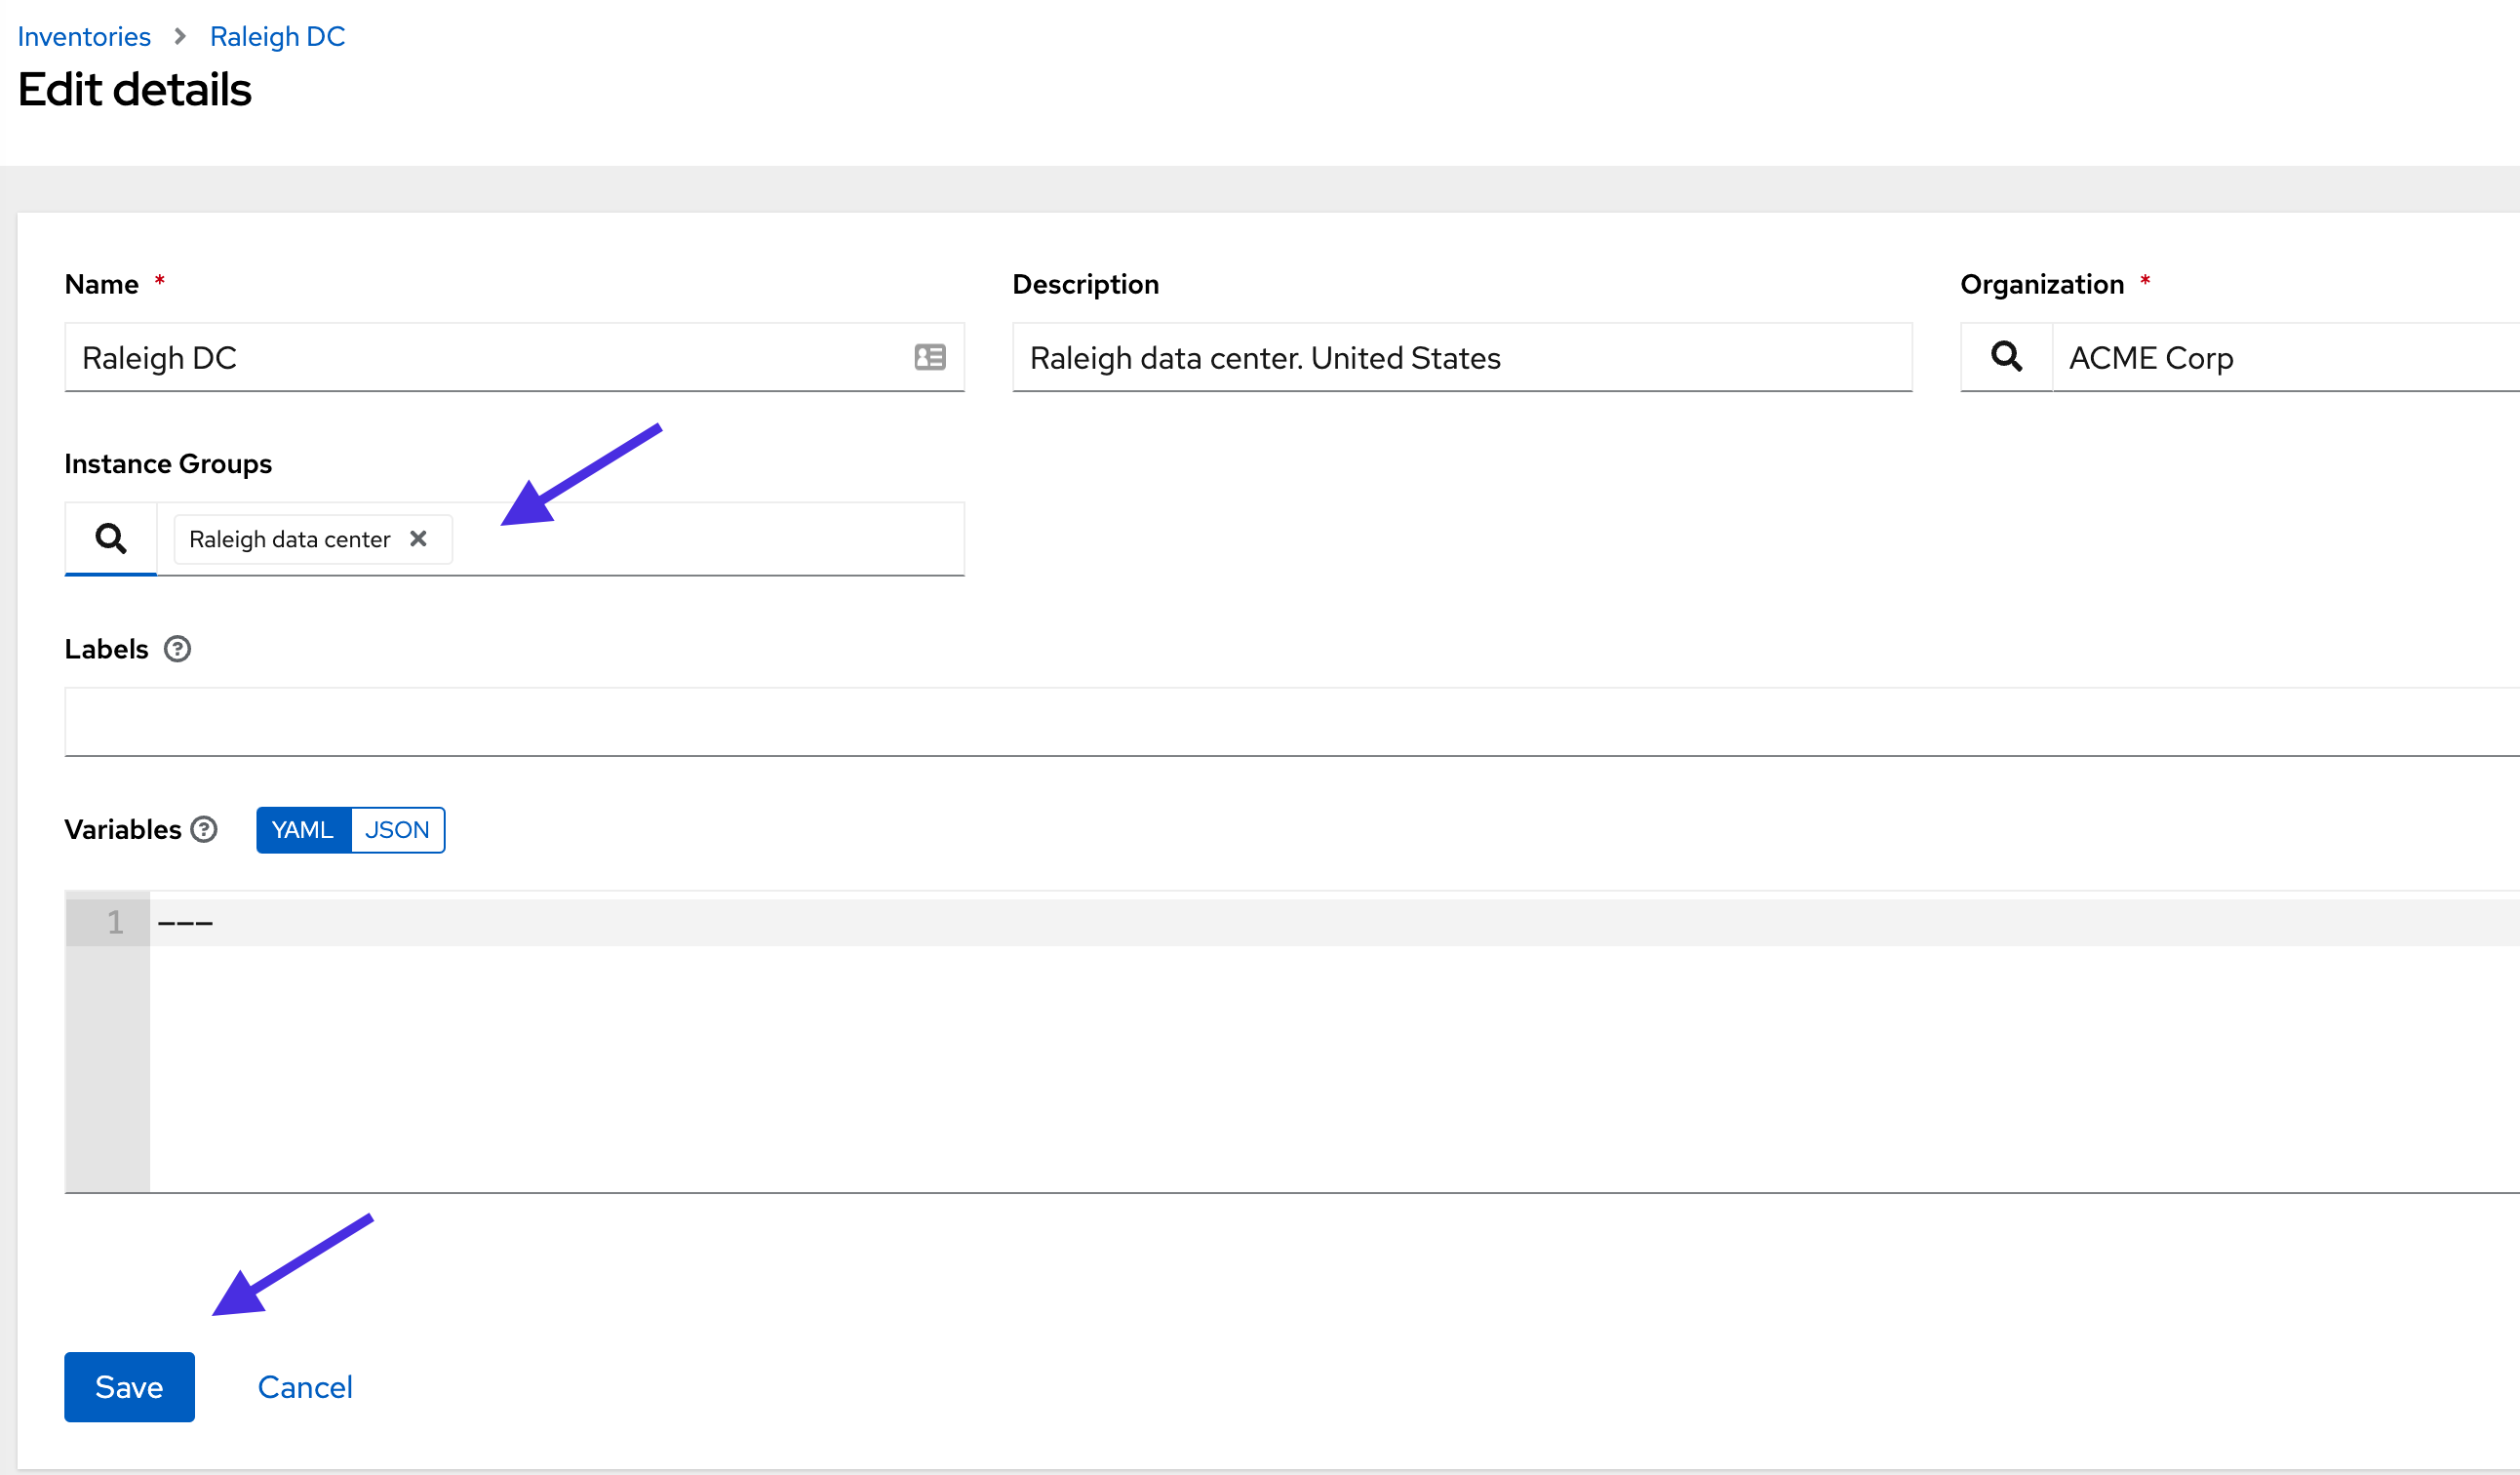 Inventories > Raleigh DC
Edit details
Name * Description Organization *
Raleigh DC Raleigh data center. United States ACME Corp
Instance Groups
Raleigh data center
Labels
Variables YAML JSON
1 ---
Save Cancel